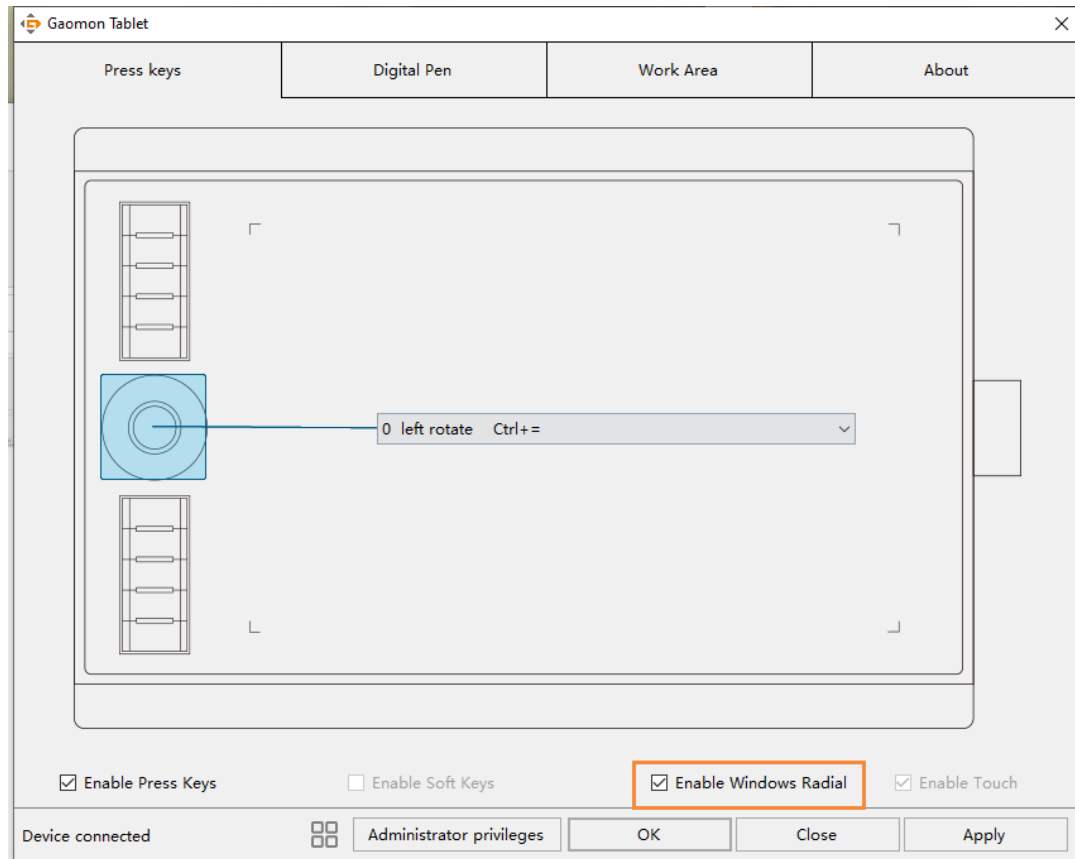 Gaomon Tablet
Press keys
Digital Pen
Work Area
About
0 left rotate Ctrl+=
Enable Press Keys
Enable Soft Keys
Enable Windows Radial
Enable Touch
Device connected
Administrator privileges
OK
Close
Apply